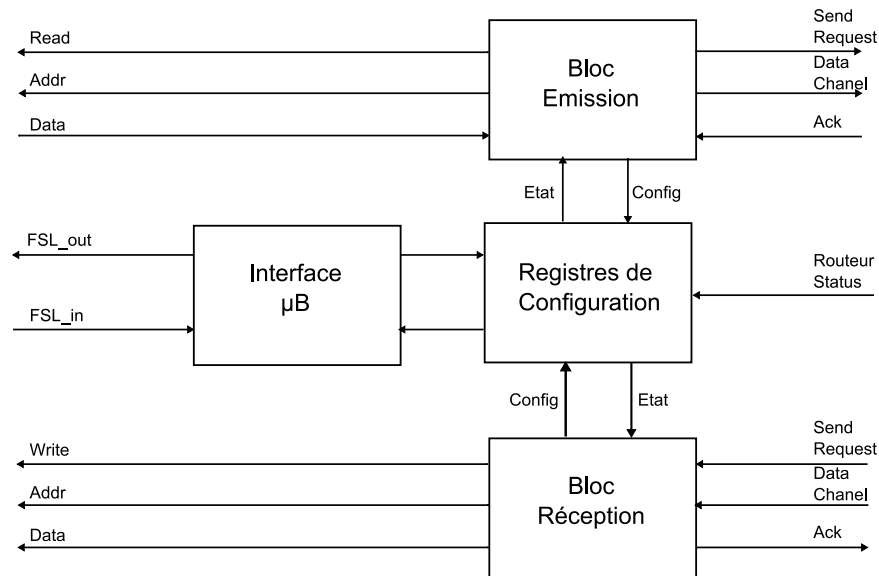 Read
Addr
Data
Bloc
Emission
Send
Request
Data
Chanel
Ack
Etat
Config
FSL_out
FSL_in
Interface
µB
Registres de
Configuration
Routeur
Status
Config
Etat
Write
Addr
Data
Bloc
Réception
Send
Request
Data
Chanel
Ack